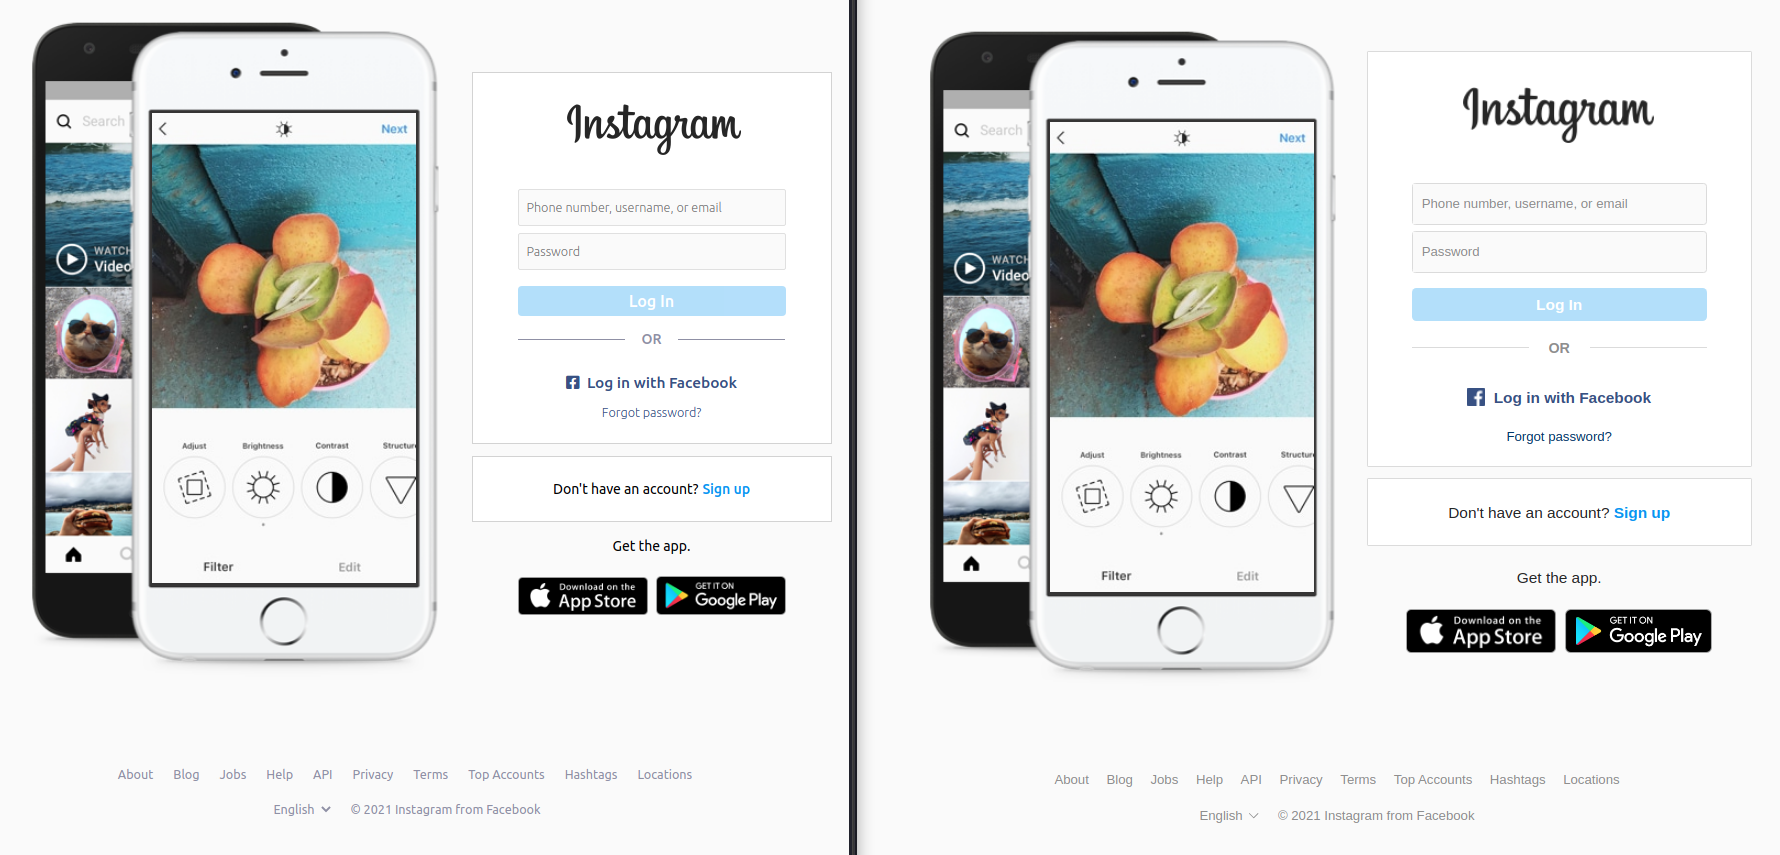 Search
Next
WATCH
Video
Adjust
Brightness
Contrast
Structure
Filter
Edit
Instagram
Phone number, username, or email
Password
Log In
OR
Log in with Facebook
Forgot password?
Don't have an account? Sign up
Get the app.
Download on the
App Store
GET IT ON
Google Play
About Blog Jobs Help API Privacy Terms Top Accounts Hashtags Locations
English © 2021 Instagram from Facebook
Search
Next
WATCH
Video
Adjust
Brightness
Contrast
Structure
Filter
Edit
Instagram
Phone number, username, or email
Password
Log In
OR
Log in with Facebook
Forgot password?
Don't have an account? Sign up
Get the app.
Download on the
App Store
GET IT ON
Google Play
About Blog Jobs Help API Privacy Terms Top Accounts Hashtags Locations
English © 2021 Instagram from Facebook